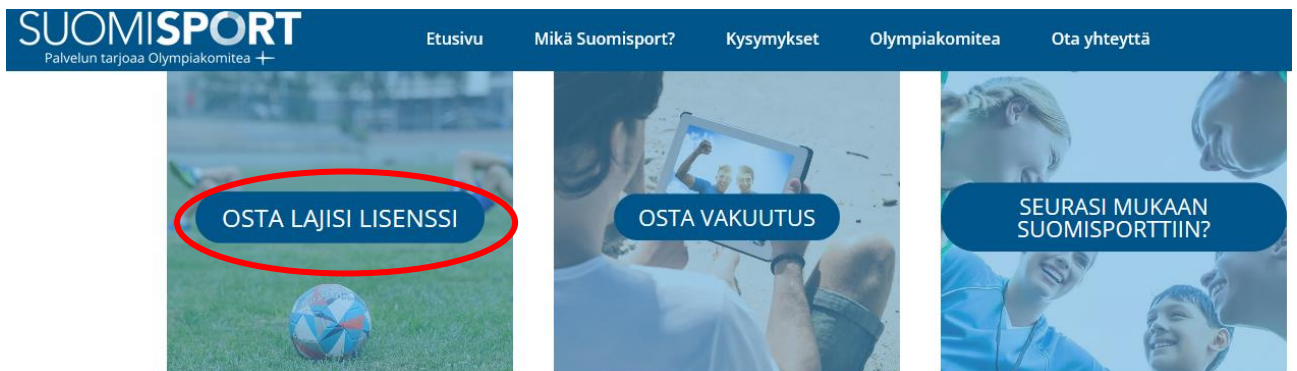 SUOMISPORT
Palvelun tarjoaa Olympiakomitea
Etusivu
Mikä Suomisport?
Kysymykset
Olympiakomitea
Ota yhteyttä
OSTA LAJISI LISENSSI
OSTA VAKUUTUS
SEURASI MUKAAN
SUOMISPORTTIIN?